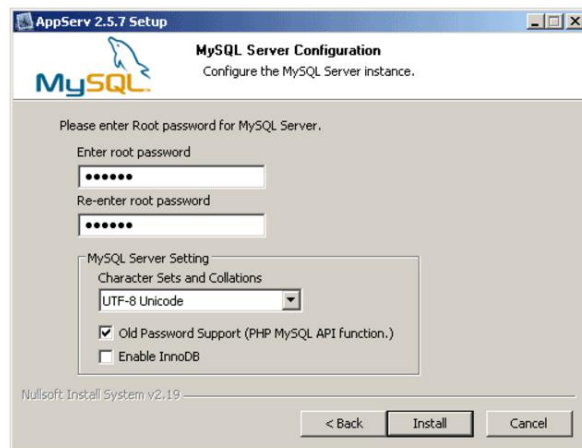 AppServ 2.5.7 Setup
MySQL Server Configuration
Configure the MySQL Server instance.
MySQL
Please enter Root password for MySQL Server.
Enter root password
••••••
Re-enter root password
••••••
MySQL Server Setting
Character Sets and Collations
UTF-8 Unicode
Old Password Support (PHP MySQL API function.)
Enable InnoDB
Nullsoft Install System v2.19
< Back Install Cancel